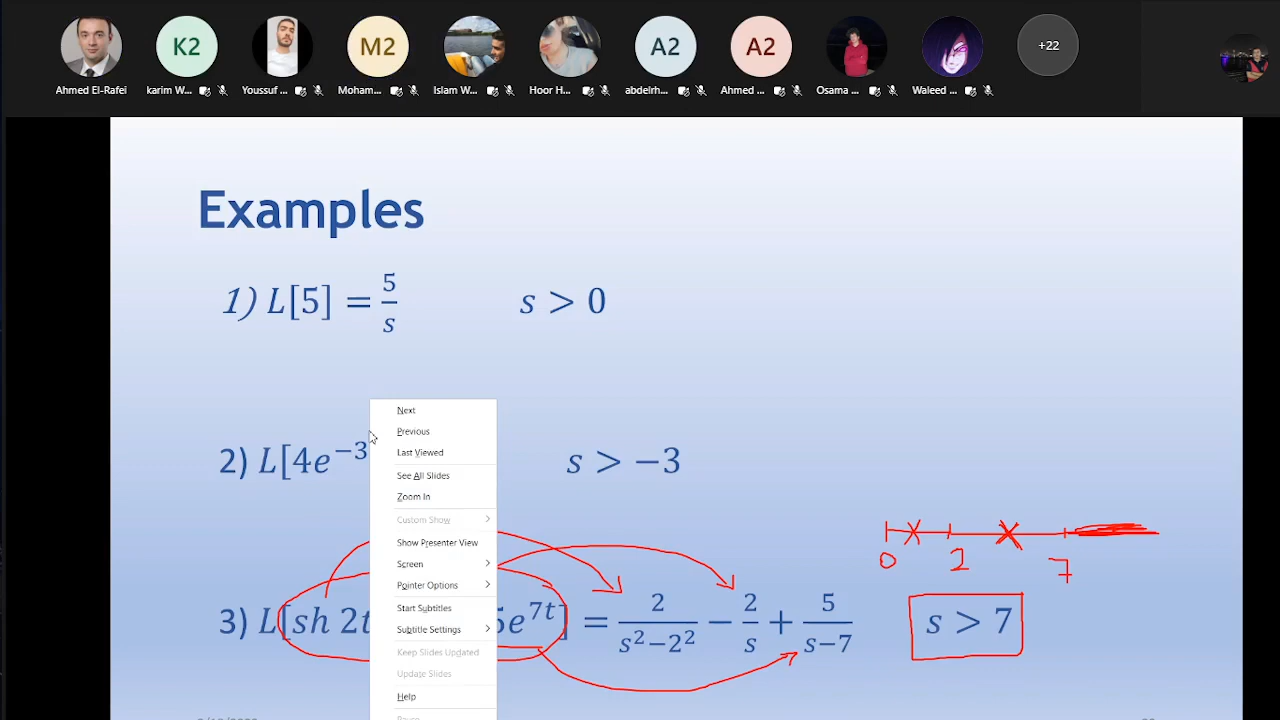 K2 M2 A2 A2 +22
Ahmed El-Rafei karim W... Youssuf ... Moham... Islam W... Hoor H... abdelrh... Ahmed ... Osama ... Waleed ...
Examples
1) L[5] = 5/s s > 0
2) L[4e^−3 s > −3
3) L[sh 2t 5e^7t] = 2/(s²−2²) − 2/s + 5/(s−7) s > 7
0 2 7
Next
Previous
Last Viewed
See All Slides
Zoom In
Custom Show
Show Presenter View
Screen
Pointer Options
Start Subtitles
Subtitle Settings
Keep Slides Updated
Update Slides
Help
Pause